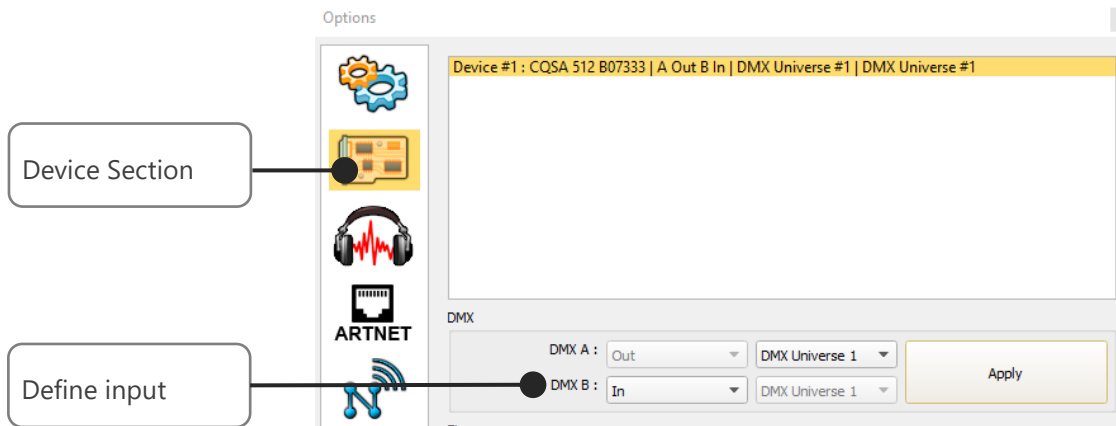 Options
Device #1 : CQSA 512 B07333 | A Out B In | DMX Universe #1 | DMX Universe #1
Device Section
ARTNET
DMX
DMX A : Out DMX Universe 1
Apply
Define input
DMX B : In DMX Universe 1